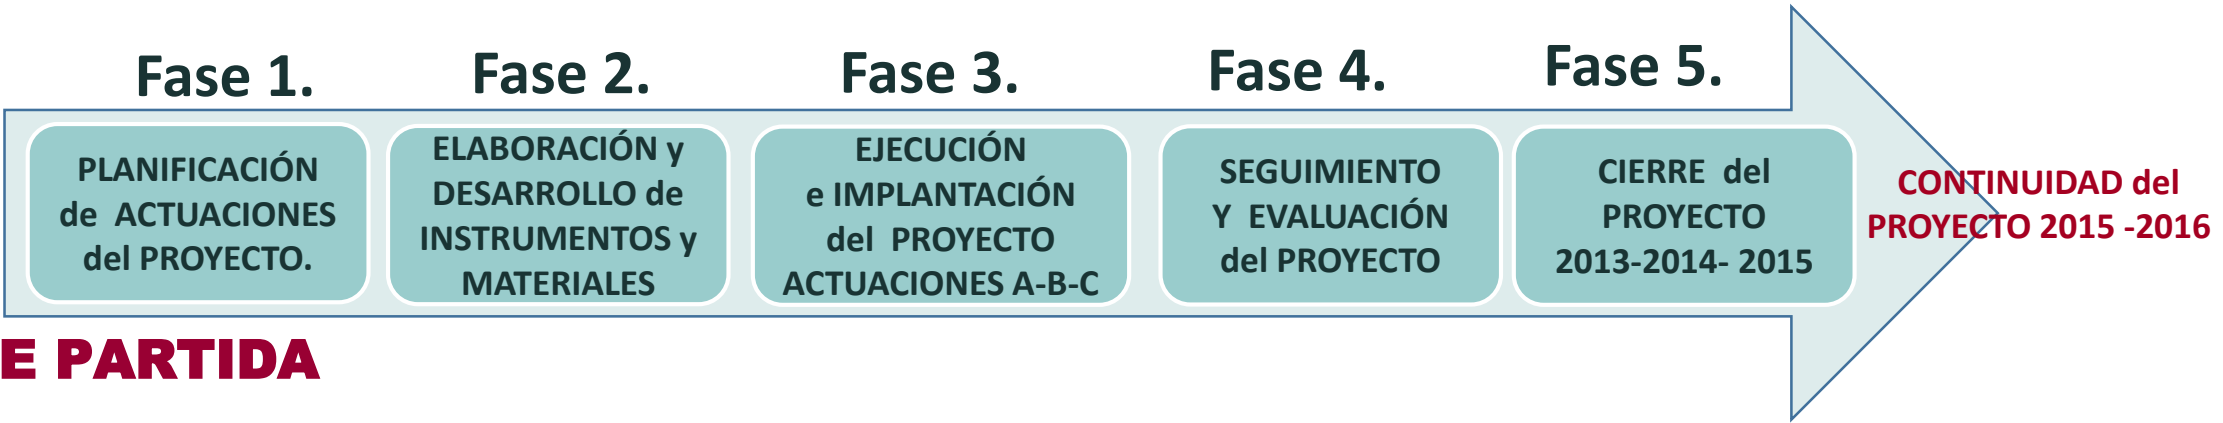 Fase 1.
PLANIFICACIÓN
de ACTUACIONES
del PROYECTO.
Fase 2.
ELABORACIÓN y
DESARROLLO de
INSTRUMENTOS y
MATERIALES
Fase 3.
EJECUCIÓN
e IMPLANTACIÓN
del PROYECTO
ACTUACIONES A-B-C
Fase 4.
SEGUIMIENTO
Y EVALUACIÓN
del PROYECTO
Fase 5.
CIERRE del
PROYECTO
2013-2014- 2015
CONTINUIDAD del
PROYECTO 2015 -2016
E PARTIDA